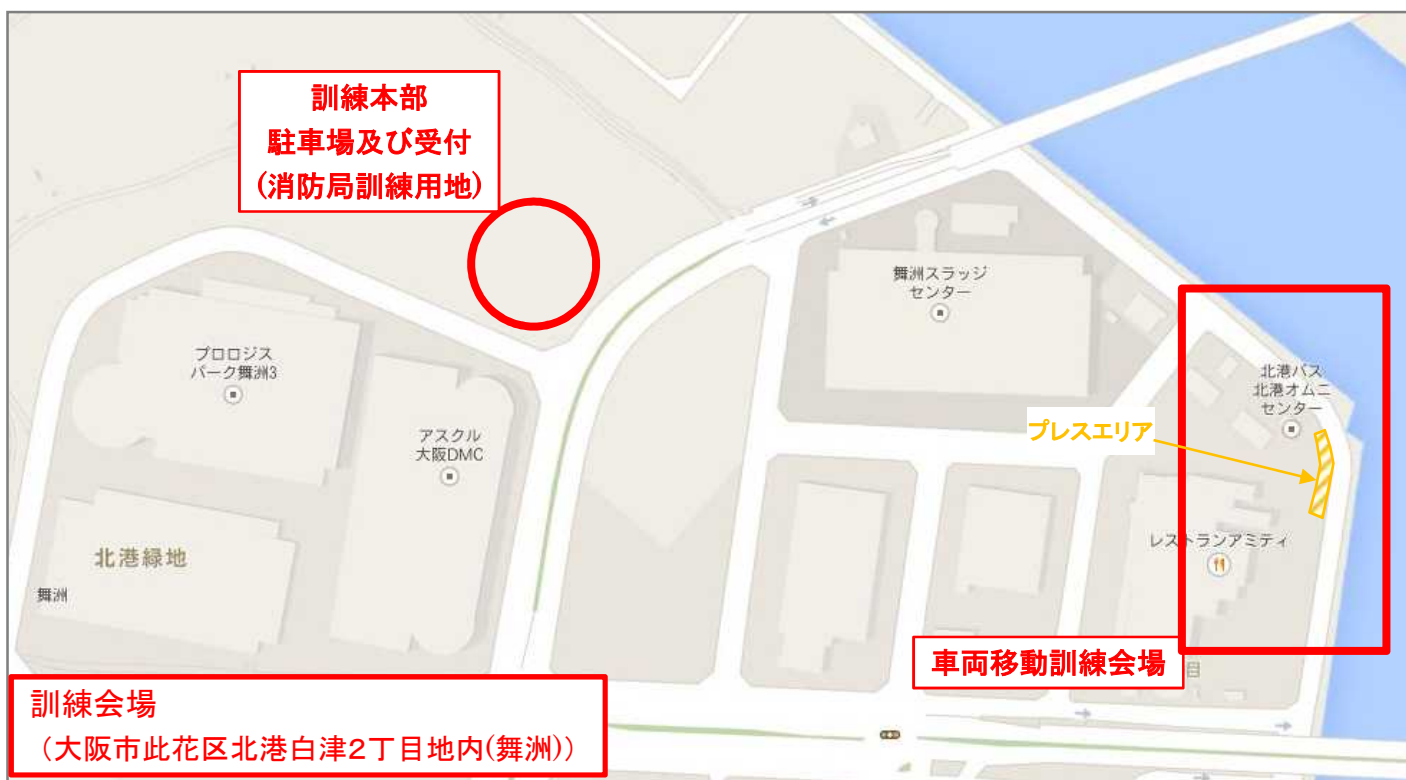 訓練本部
駐車場及び受付
(消防局訓練用地)
舞洲スラッジ
センター
プロロジス
パーク舞洲3
北港バス
北港オムニ
センター
プレスエリア
アスクル
大阪DMC
レストランアミティ
北港緑地
舞洲
車両移動訓練会場
訓練会場
(大阪市此花区北港白津2丁目地内(舞洲))